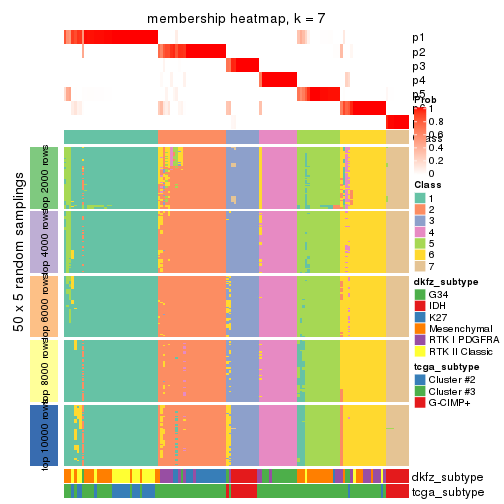 membership heatmap, k = 7
p1
p2
p3
p4
p5
Prob
1
0.8
0.6
0.4
0.2
0
50 x 5 random samplings
top 2000 rows
top 4000 rows
top 6000 rows
top 8000 rows
top 10000 rows
Class
1
2
3
4
5
6
7
dkfz_subtype
G34
IDH
K27
Mesenchymal
RTK I PDGFRA
RTK II Classic
tcga_subtype
Cluster #2
Cluster #3
G-CIMP+
dkfz_subtype
tcga_subtype